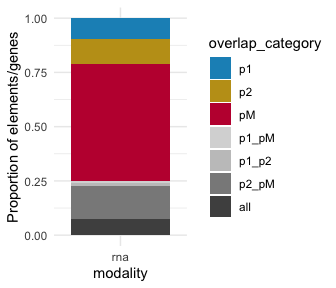 Proportion of elements/genes
1.00
0.75
0.50
0.25
0.00
rna
modality
overlap_category
p1
p2
pM
p1_pM
p1_p2
p2_pM
all